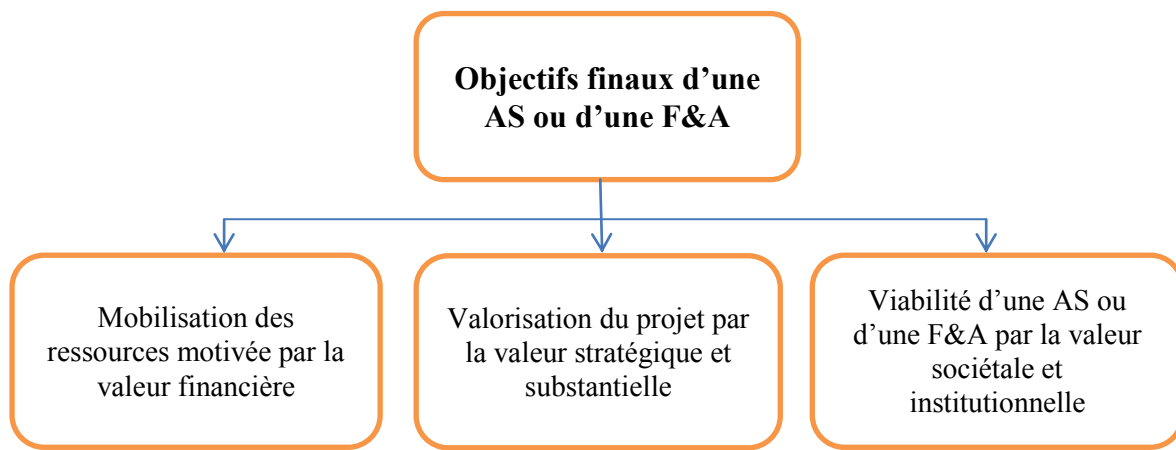 Objectifs finaux d’une
AS ou d’une F&A
Mobilisation des
ressources motivée par la
valeur financière
Valorisation du projet par
la valeur stratégique et
substantielle
Viabilité d’une AS ou
d’une F&A par la valeur
sociétale et
institutionnelle